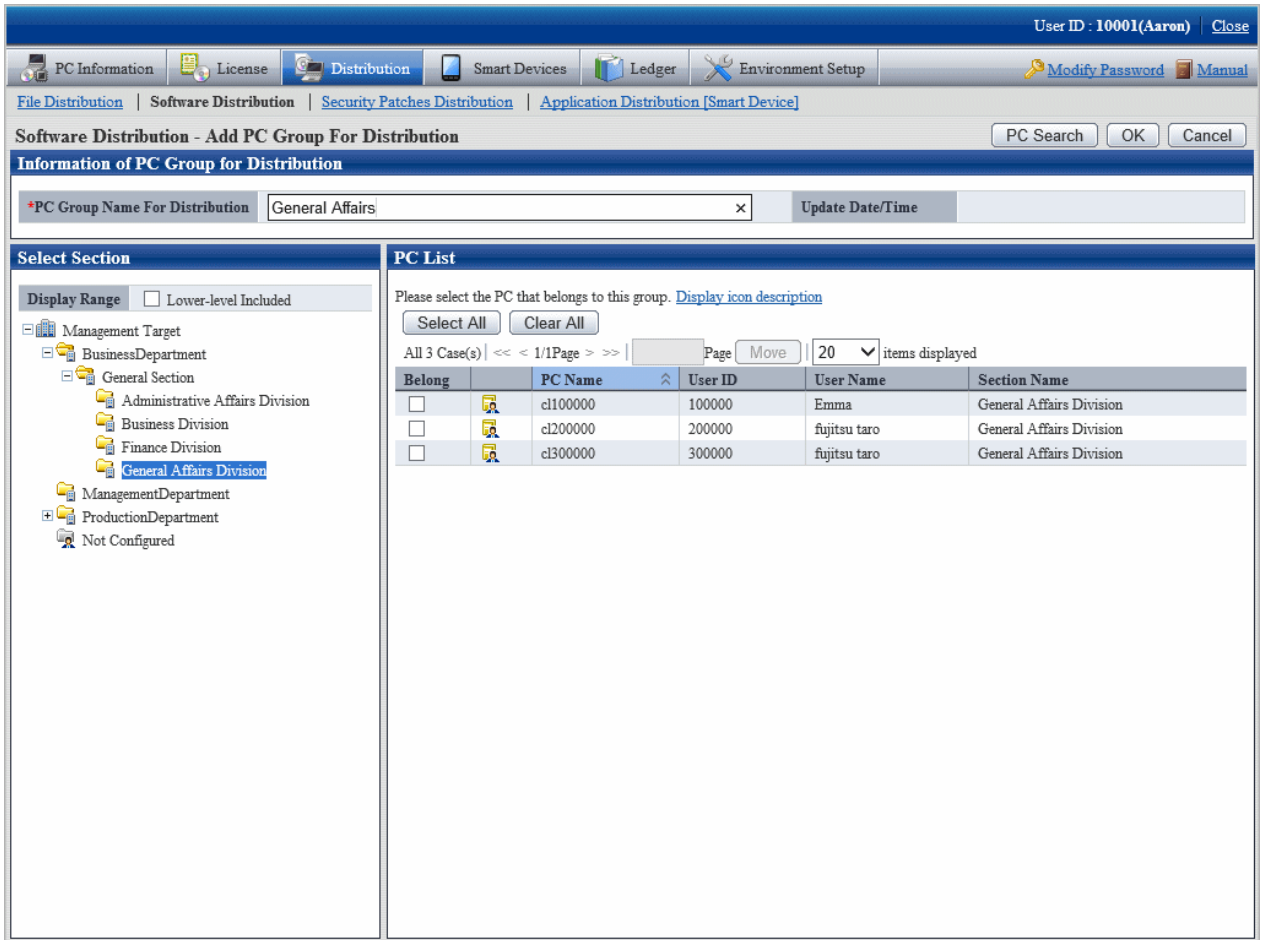 User ID : 10001(Aaron) Close
PC Information License Distribution Smart Devices Ledger Environment Setup Modify Password Manual
File Distribution | Software Distribution | Security Patches Distribution | Application Distribution [Smart Device]
Software Distribution - Add PC Group For Distribution PC Search OK Cancel
Information of PC Group for Distribution
*PC Group Name For Distribution General Affairs × Update Date/Time
Select Section
Display Range Lower-level Included
Management Target
BusinessDepartment
General Section
Administrative Affairs Division
Business Division
Finance Division
General Affairs Division
ManagementDepartment
ProductionDepartment
Not Configured
PC List
Please select the PC that belongs to this group. Display icon description
Select All Clear All
All 3 Case(s) | << < 1/1Page > >> | Page Move | 20 items displayed
Belong PC Name User ID User Name Section Name
cl100000 100000 Emma General Affairs Division
cl200000 200000 fujitsu taro General Affairs Division
cl300000 300000 fujitsu taro General Affairs Division